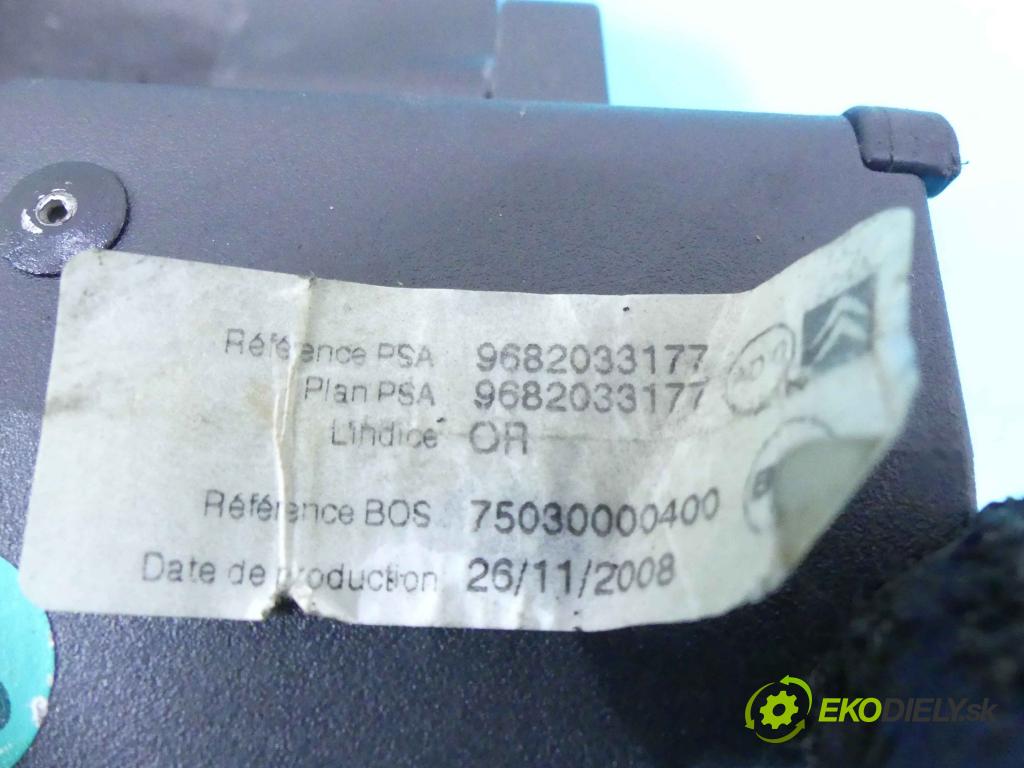 Référence PSA 9682033177
Plan PSA 9682033177
L'indice OR
Référence BOS 75030000400
Date de production 26/11/2008
EKODIELY.sk